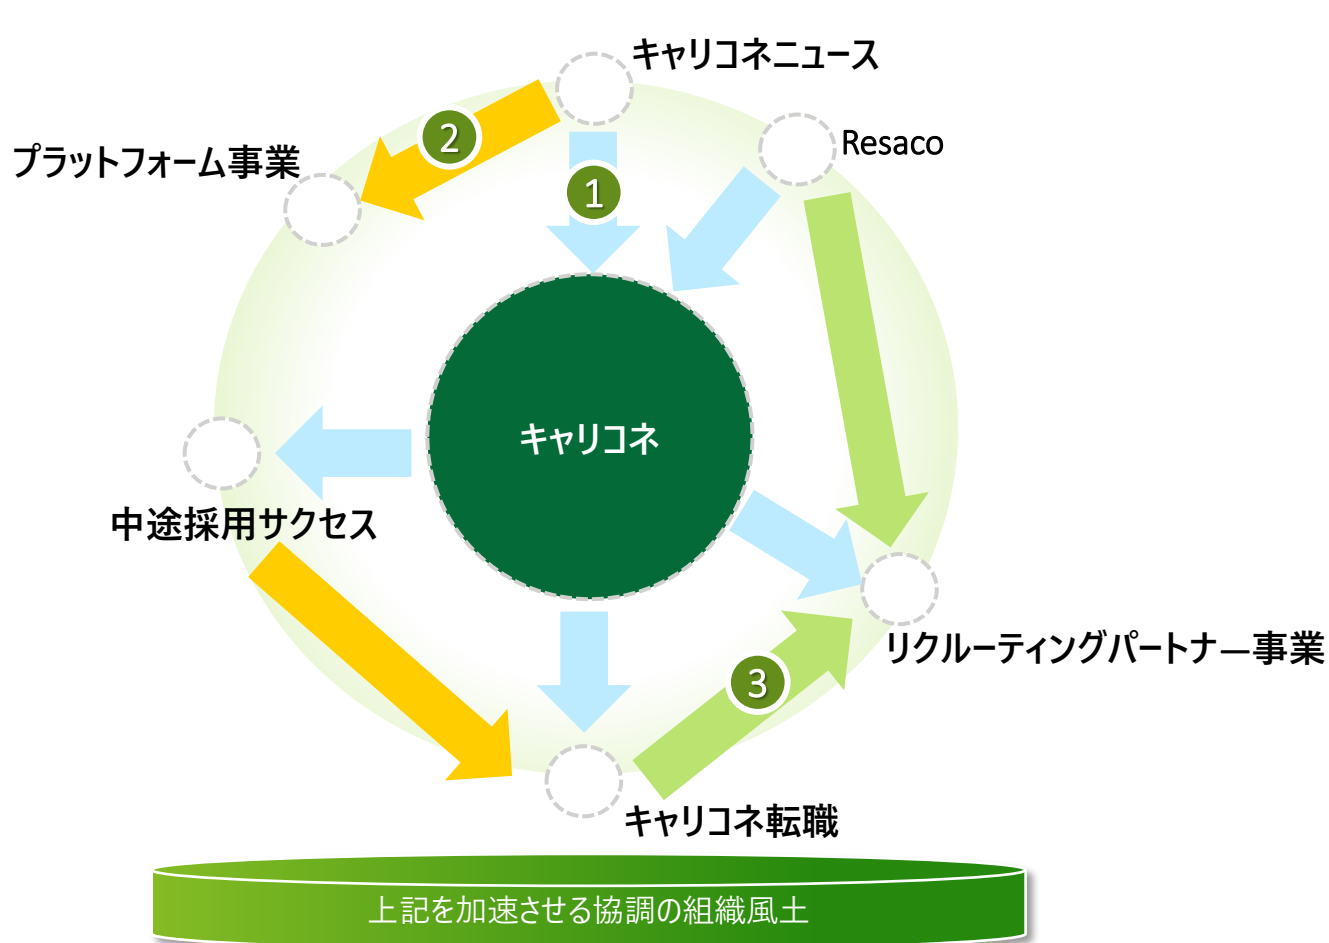 キャリコネニュース
Resaco
プラットフォーム事業
2
1
キャリコネ
中途採用サクセス
リクルーティングパートナー事業
3
キャリコネ転職
上記を加速させる協調の組織風土